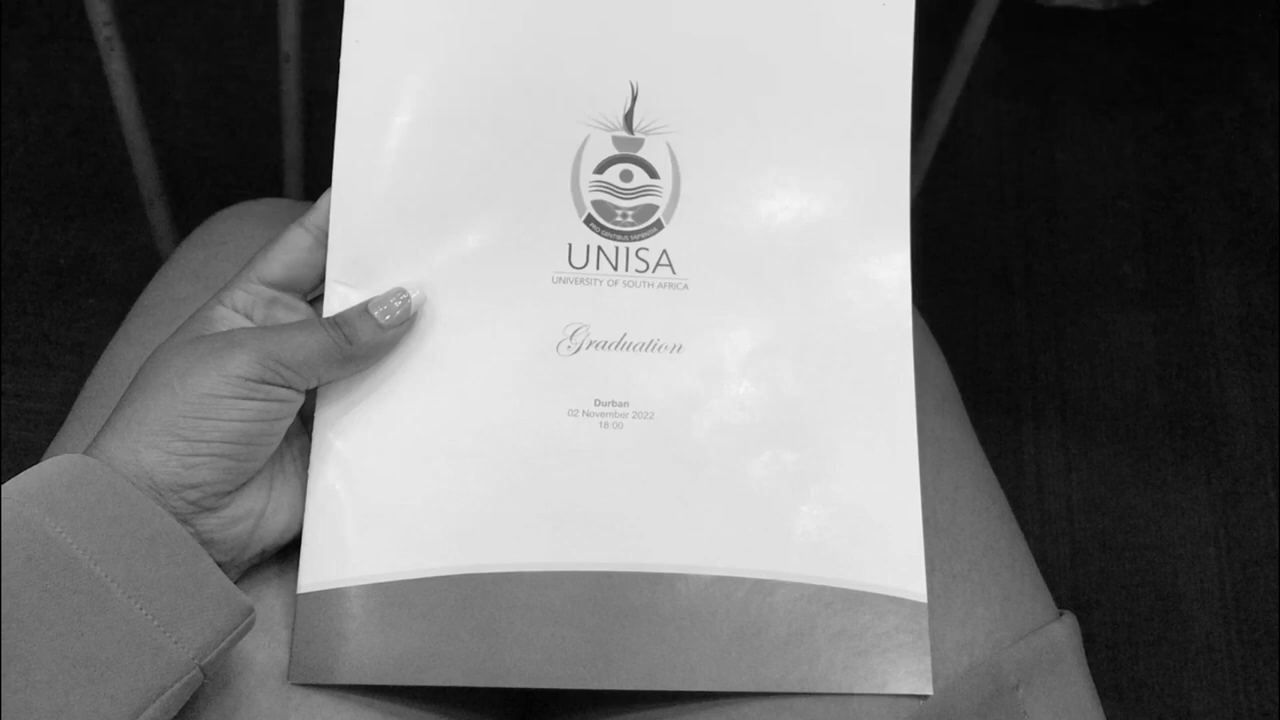 PRO GENTIBUS SAPIENTIA
UNISA
UNIVERSITY OF SOUTH AFRICA
Graduation
Durban
02 November 2022
18:00